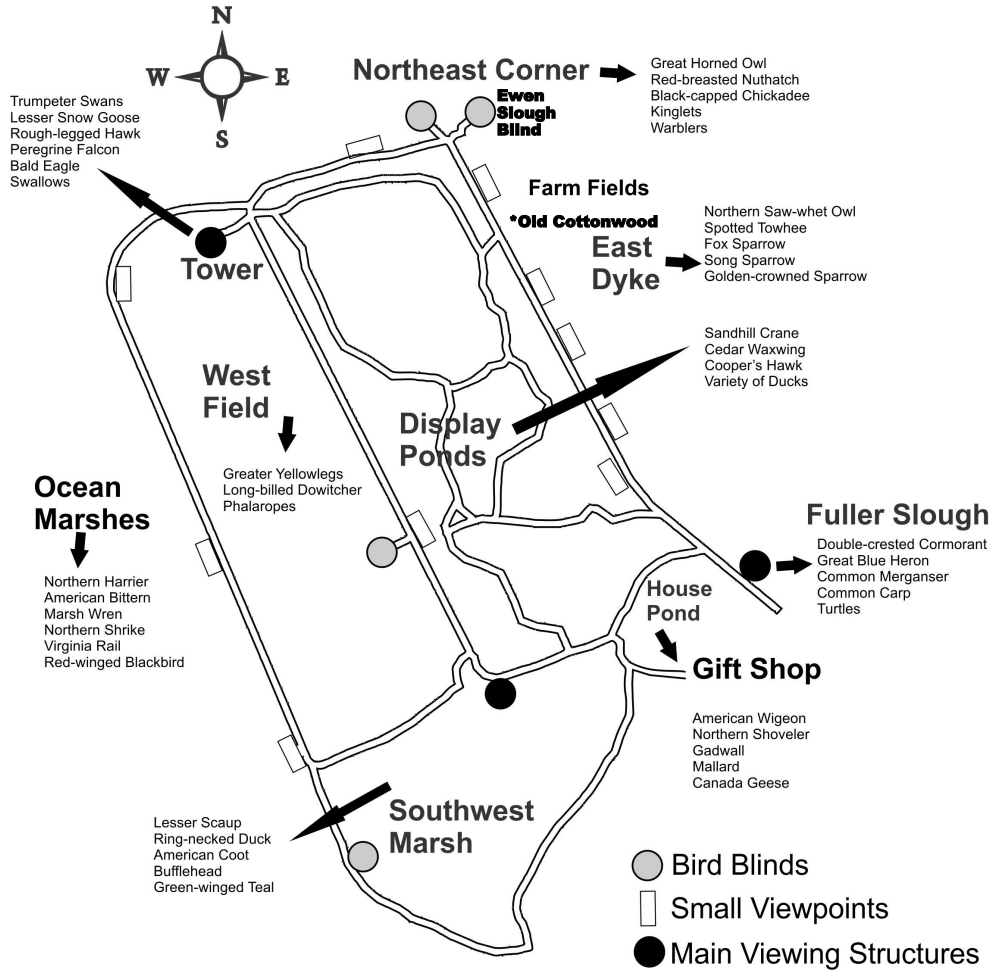 N
W
E
S
Northeast Corner
Great Horned Owl
Red-breasted Nuthatch
Black-capped Chickadee
Kinglets
Warblers
Ewen
Slough
Blind
Trumpeter Swans
Lesser Snow Goose
Rough-legged Hawk
Peregrine Falcon
Bald Eagle
Swallows
Tower
Farm Fields
*Old Cottonwood
East
Dyke
Northern Saw-whet Owl
Spotted Towhee
Fox Sparrow
Song Sparrow
Golden-crowned Sparrow
Sandhill Crane
Cedar Waxwing
Cooper's Hawk
Variety of Ducks
West
Field
Greater Yellowlegs
Long-billed Dowitcher
Phalaropes
Display
Ponds
Ocean
Marshes
Northern Harrier
American Bittern
Marsh Wren
Northern Shrike
Virginia Rail
Red-winged Blackbird
Fuller Slough
Double-crested Cormorant
Great Blue Heron
Common Merganser
Common Carp
Turtles
House
Pond
Gift Shop
American Wigeon
Northern Shoveler
Gadwall
Mallard
Canada Geese
Southwest
Marsh
Lesser Scaup
Ring-necked Duck
American Coot
Bufflehead
Green-winged Teal
Bird Blinds
Small Viewpoints
Main Viewing Structures